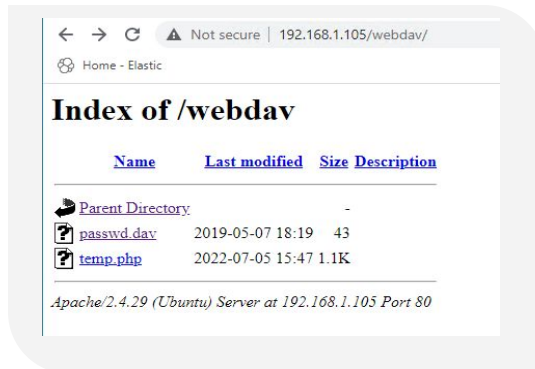 Not secure | 192.168.1.105/webdav/
Home - Elastic
Index of /webdav
Name Last modified Size Description
Parent Directory -
passwd.dav 2019-05-07 18:19 43
temp.php 2022-07-05 15:47 1.1K
Apache/2.4.29 (Ubuntu) Server at 192.168.1.105 Port 80